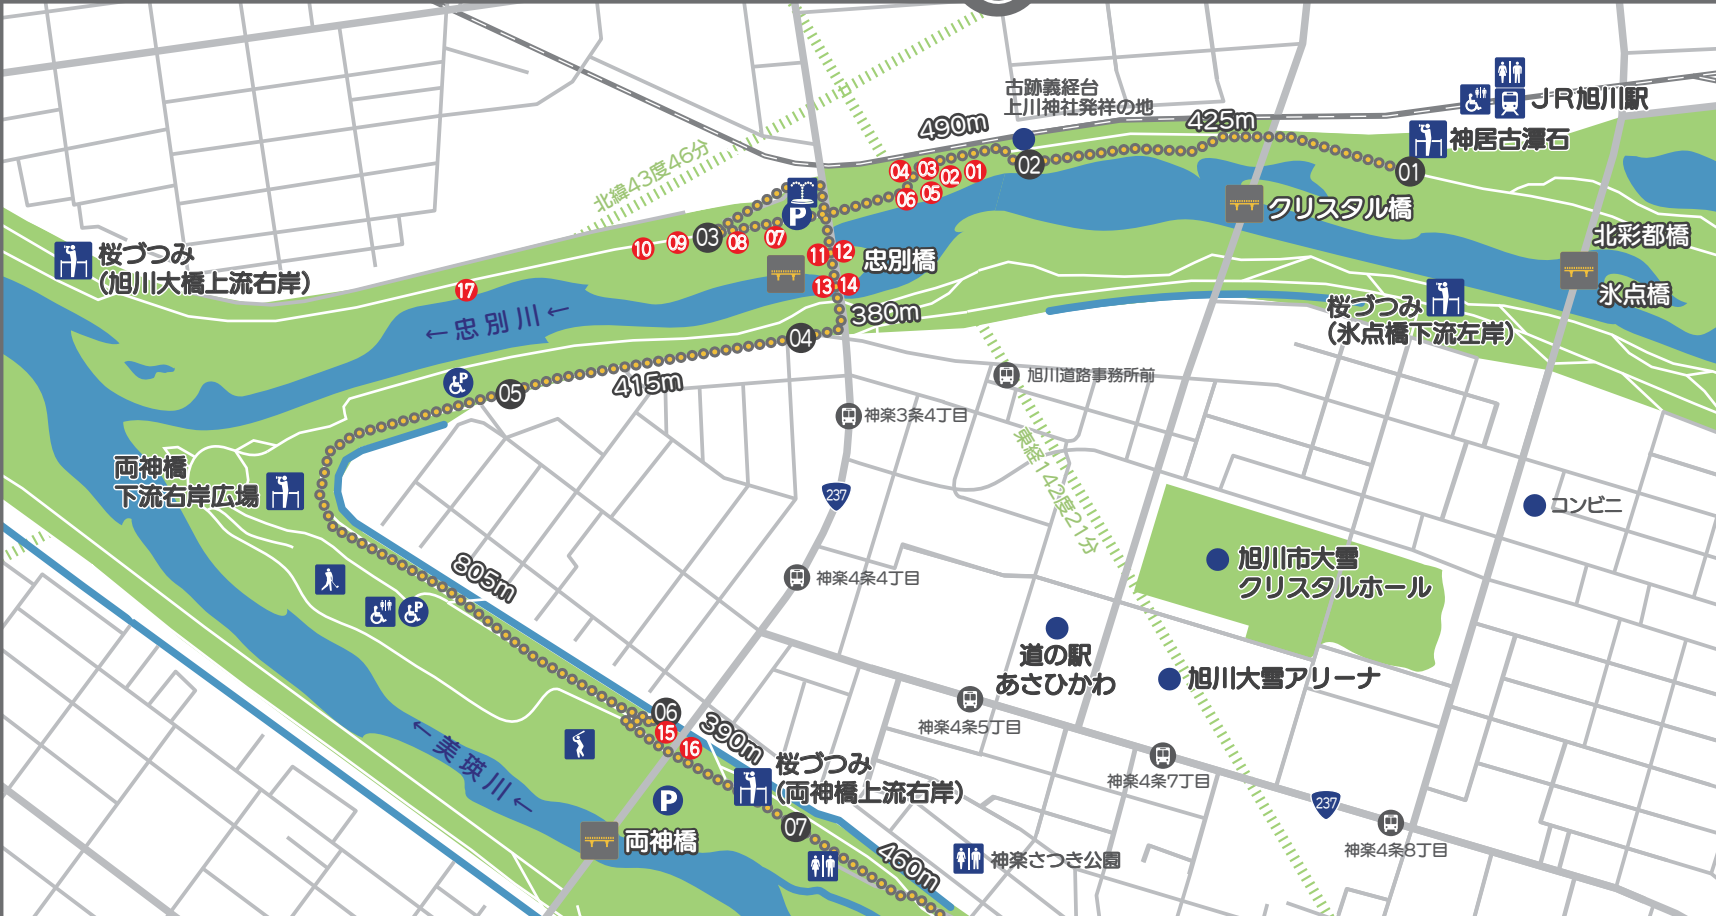 古跡義経台
上川神社発祥の地
490m
425m
JR旭川駅
神居古潭石
北緯43度46分
04
03
02
01
02
01
06
05
クリスタル橋
北彩都橋
氷点橋
桜づつみ
(旭川大橋上流右岸)
10
09
03
08
07
11
12
忠別橋
17
13
14
←忠別川←
380m
04
桜づつみ
(氷点橋下流左岸)
05
415m
旭川道路事務所前
神楽3条4丁目
東経142度21分
両神橋
下流右岸広場
237
コンビニ
旭川市大雪
クリスタルホール
805m
神楽4条4丁目
道の駅
あさひかわ
旭川大雪アリーナ
06
15
16
390m
神楽4条5丁目
←美瑛川←
桜づつみ
(両神橋上流右岸)
神楽4条7丁目
P
P
P
P
237
07
両神橋
460m
神楽さつき公園
神楽4条8丁目